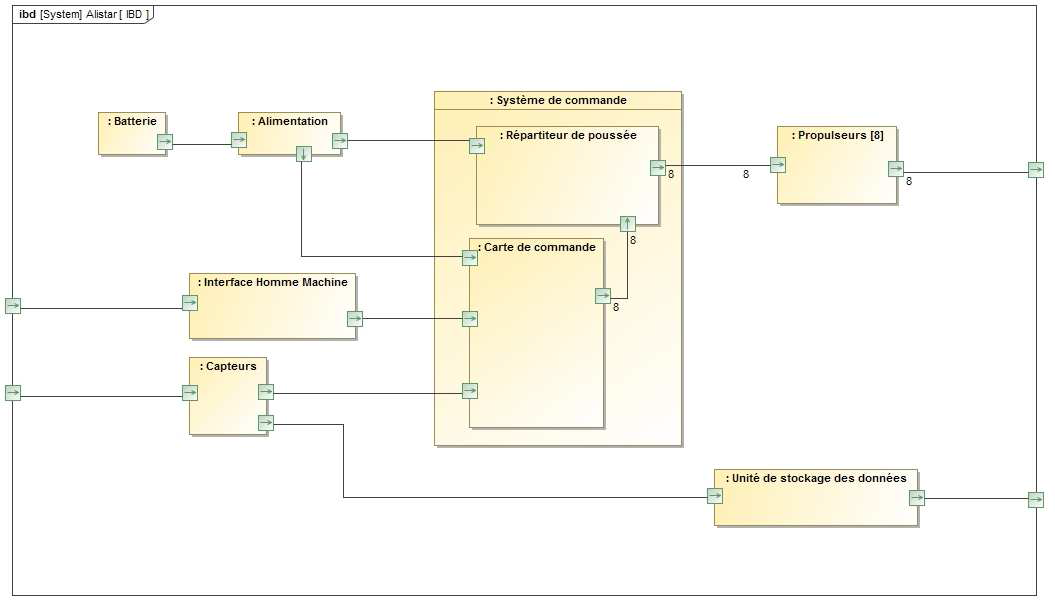 ibd [System] Alistar [ IBD ]
: Système de commande
: Batterie
: Alimentation
: Répartiteur de poussée
: Propulseurs [8]
8
8
8
8
: Carte de commande
: Interface Homme Machine
8
: Capteurs
: Unité de stockage des données